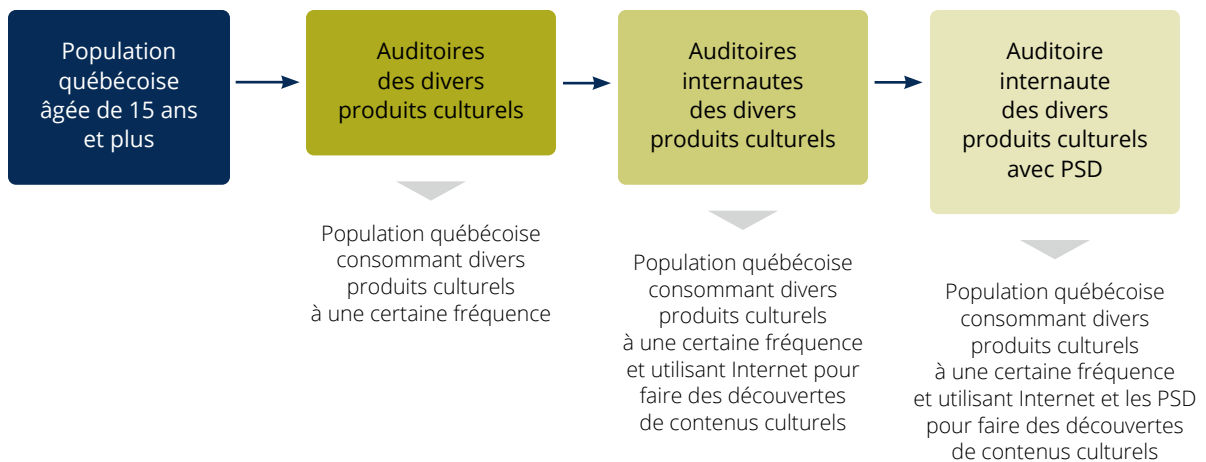 Population
québécoise
âgée de 15 ans
et plus
Auditoires
des divers
produits culturels
Population québécoise
consommant divers
produits culturels
à une certaine fréquence
Auditoires
internautes
des divers
produits culturels
Population québécoise
consommant divers
produits culturels
à une certaine fréquence
et utilisant Internet pour
faire des découvertes
de contenus culturels
Auditoire
internaute
des divers
produits culturels
avec PSD
Population québécoise
consommant divers
produits culturels
à une certaine fréquence
et utilisant Internet et les PSD
pour faire des découvertes
de contenus culturels